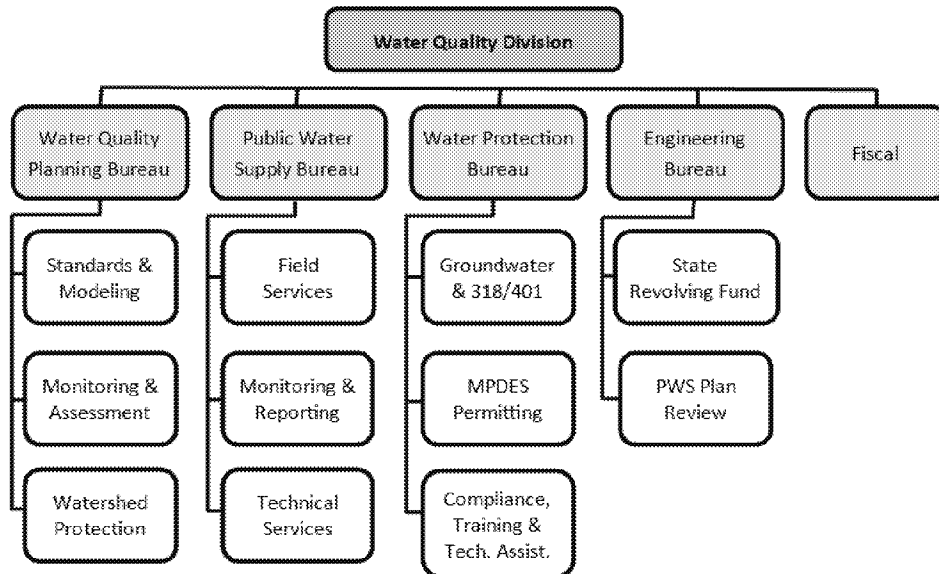 Water Quality Division
Water Quality
Planning Bureau
Public Water
Supply Bureau
Water Protection
Bureau
Engineering
Bureau
Fiscal
Standards &
Modeling
Monitoring &
Assessment
Watershed
Protection
Field
Services
Monitoring &
Reporting
Technical
Services
Groundwater
& 318/401
MPDES
Permitting
Compliance,
Training &
Tech. Assist.
State
Revolving Fund
PWS Plan
Review